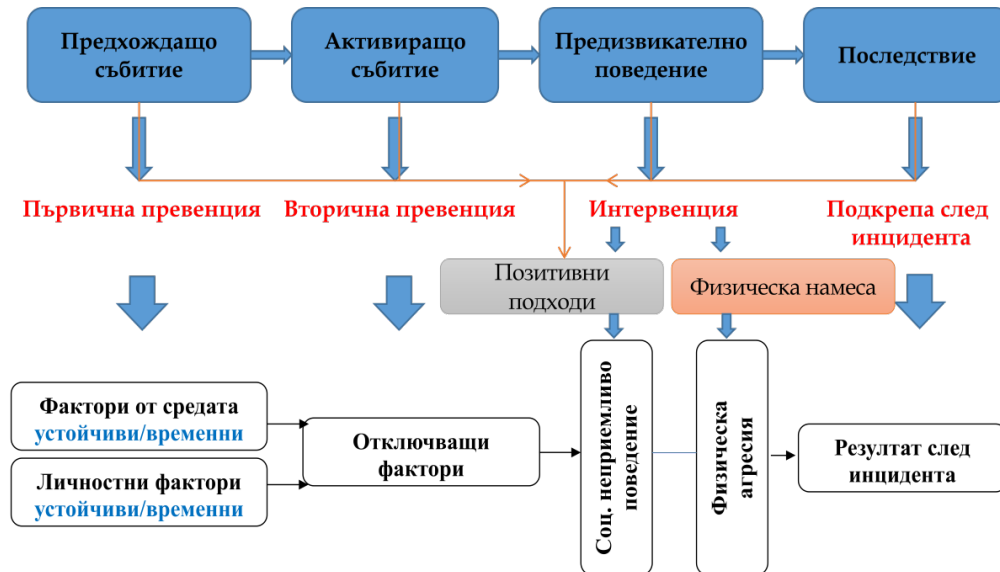 Предхождащо
събитие
Активиращо
събитие
Предизвикателно
поведение
Последствие
Първична превенция
Вторична превенция
Интервенция
Подкрепа след
инцидента
Позитивни
подходи
Физическа намеса
Фактори от средата
устойчиви/временни
Личностни фактори
устойчиви/временни
Отключващи
фактори
Соц. неприемливо
поведение
Физическа
агресия
Резултат след
инцидента